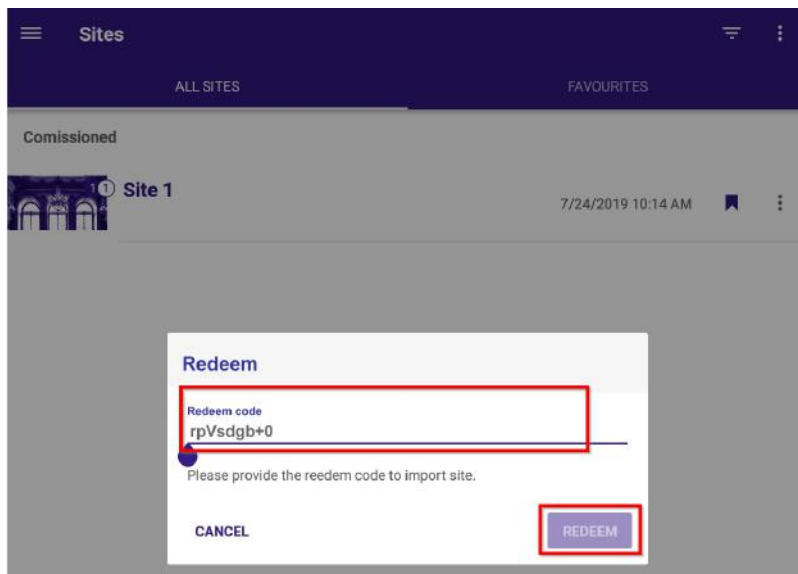 Sites
ALL SITES
FAVOURITES
Comissioned
1
Site 1
7/24/2019 10:14 AM
Redeem
Redeem code
rpVsdgb+0
Please provide the reedem code to import site.
CANCEL
REDEEM